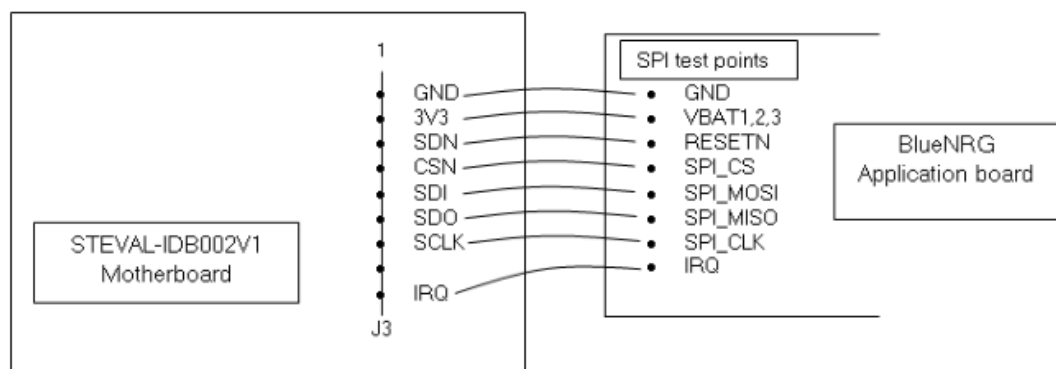 1
GND
3V3
SDN
CSN
SDI
SDO
SCLK
IRQ
J3
STEVAL-IDB002V1
Motherboard
SPI test points
GND
VBAT1,2,3
RESETN
SPI_CS
SPI_MOSI
SPI_MISO
SPI_CLK
IRQ
BlueNRG
Application board